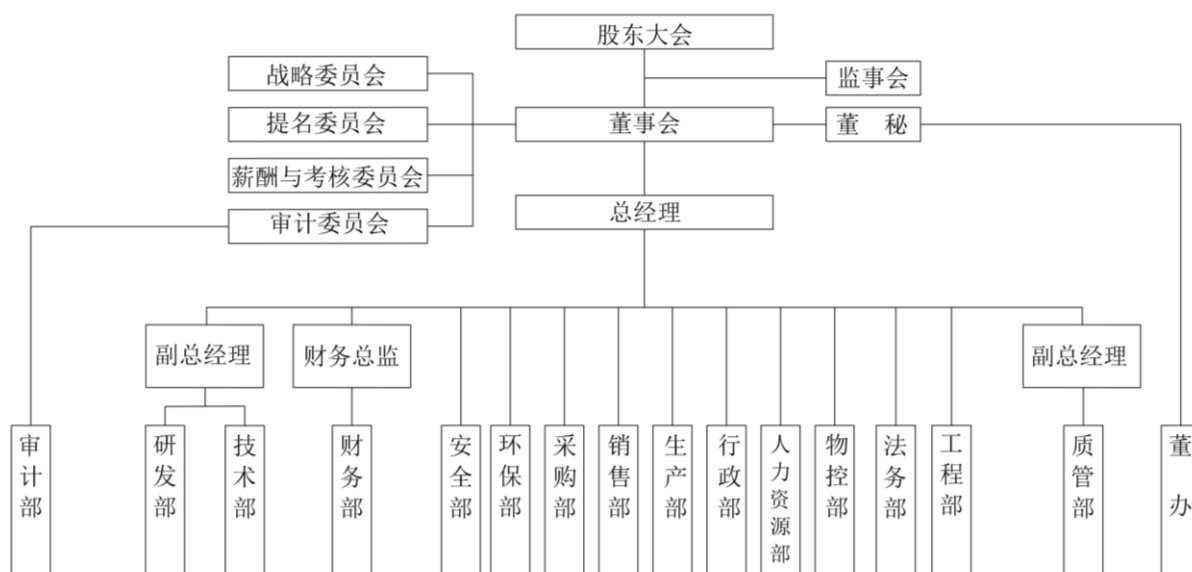 股东大会
战略委员会
监事会
提名委员会
董事会
董 秘
薪酬与考核委员会
总经理
审计委员会
副总经理
财务总监
副总经理
审计部
研发部
技术部
财务部
安全部
环保部
采购部
销售部
生产部
行政部
人力资源部
物控部
法务部
工程部
质管部
董 办